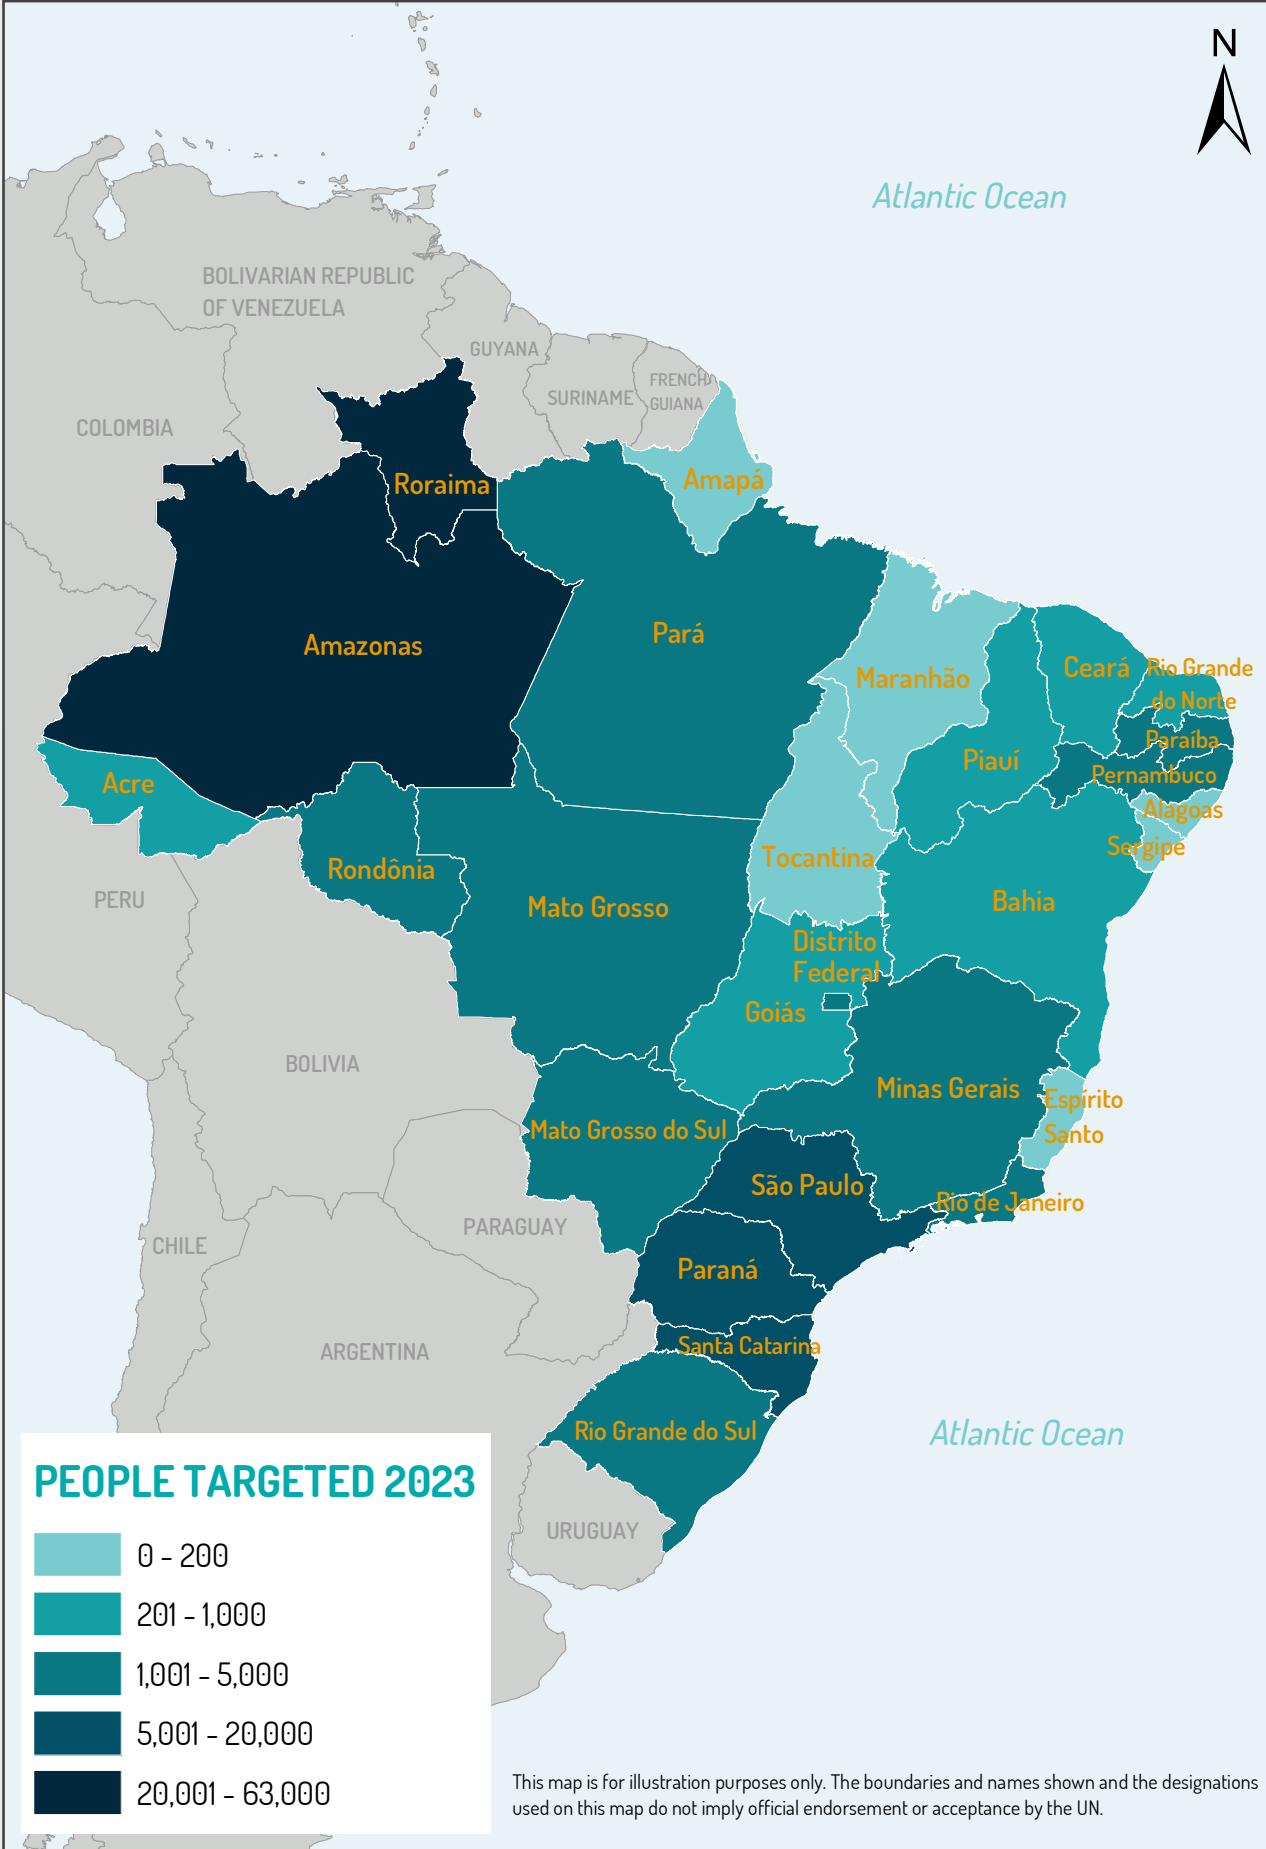 N
Atlantic Ocean
BOLIVARIAN REPUBLIC
OF VENEZUELA
GUYANA
SURINAME
FRENCH
GUIANA
COLOMBIA
Roraima
Amapá
Amazonas
Pará
Maranhão
Ceará
Rio Grande
do Norte
Paraíba
Piauí
Pernambuco
Acre
Alagoas
Sergipe
Rondônia
Tocantina
PERU
Mato Grosso
Bahia
Distrito
Federal
Goiás
BOLIVIA
Minas Gerais
Espírito
Santo
Mato Grosso do Sul
São Paulo
Rio de Janeiro
PARAGUAY
CHILE
Paraná
ARGENTINA
Santa Catarina
Rio Grande do Sul
Atlantic Ocean
URUGUAY
PEOPLE TARGETED 2023
0 - 200
201 - 1,000
1,001 - 5,000
5,001 - 20,000
20,001 - 63,000
This map is for illustration purposes only. The boundaries and names shown and the designations
used on this map do not imply official endorsement or acceptance by the UN.